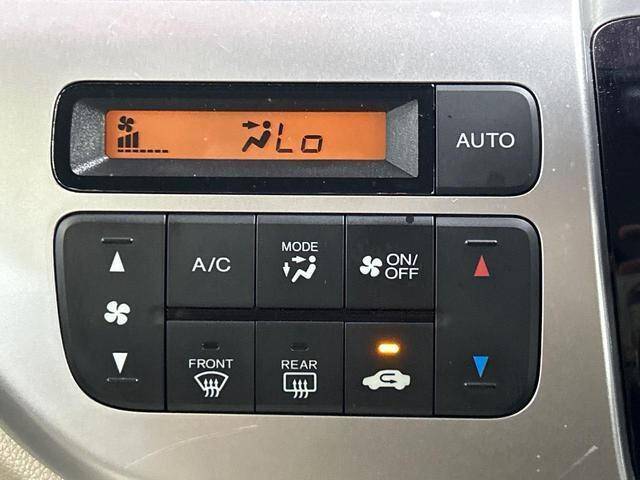 Lo
AUTO
A/C
MODE
ON/
OFF
FRONT
REAR